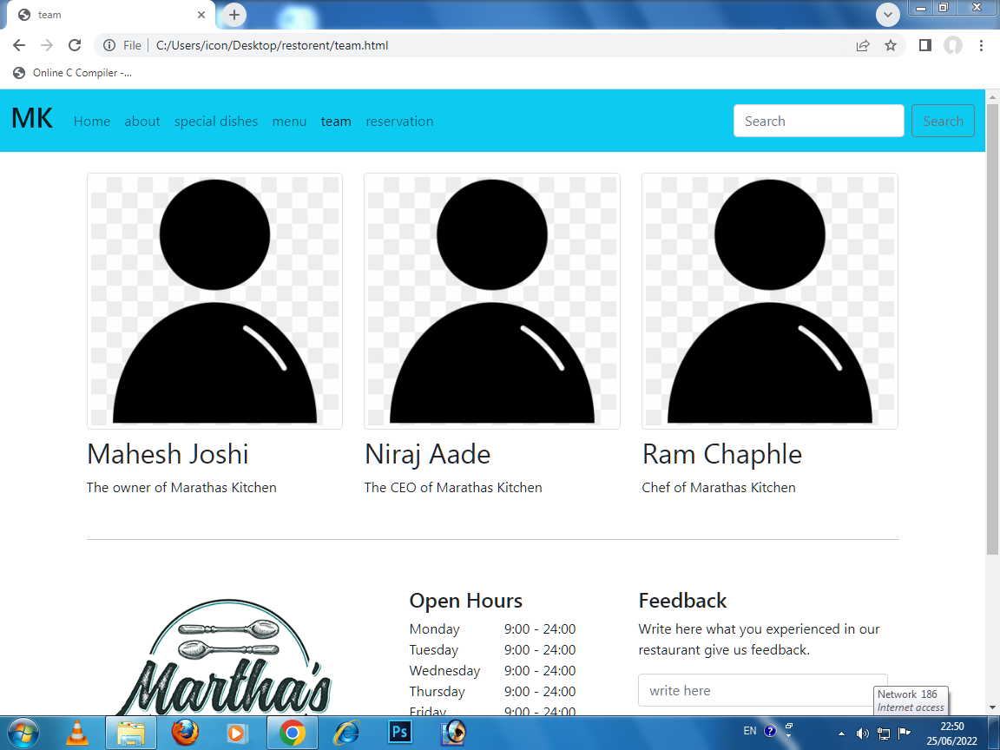 team
File
C:/Users/icon/Desktop/restorent/team.html
Online C Compiler -...
MK Home about special dishes menu team reservation
Search
Search
Mahesh Joshi
The owner of Marathas Kitchen
Niraj Aade
The CEO of Marathas Kitchen
Ram Chaphle
Chef of Marathas Kitchen
Martha's
Open Hours
Monday 9:00 - 24:00
Tuesday 9:00 - 24:00
Wednesday 9:00 - 24:00
Thursday 9:00 - 24:00
Friday 9:00 - 24:00
Feedback
Write here what you experienced in our
restaurant give us feedback.
write here
Network 186
Internet access
Ps
EN
22:50
25/06/2022